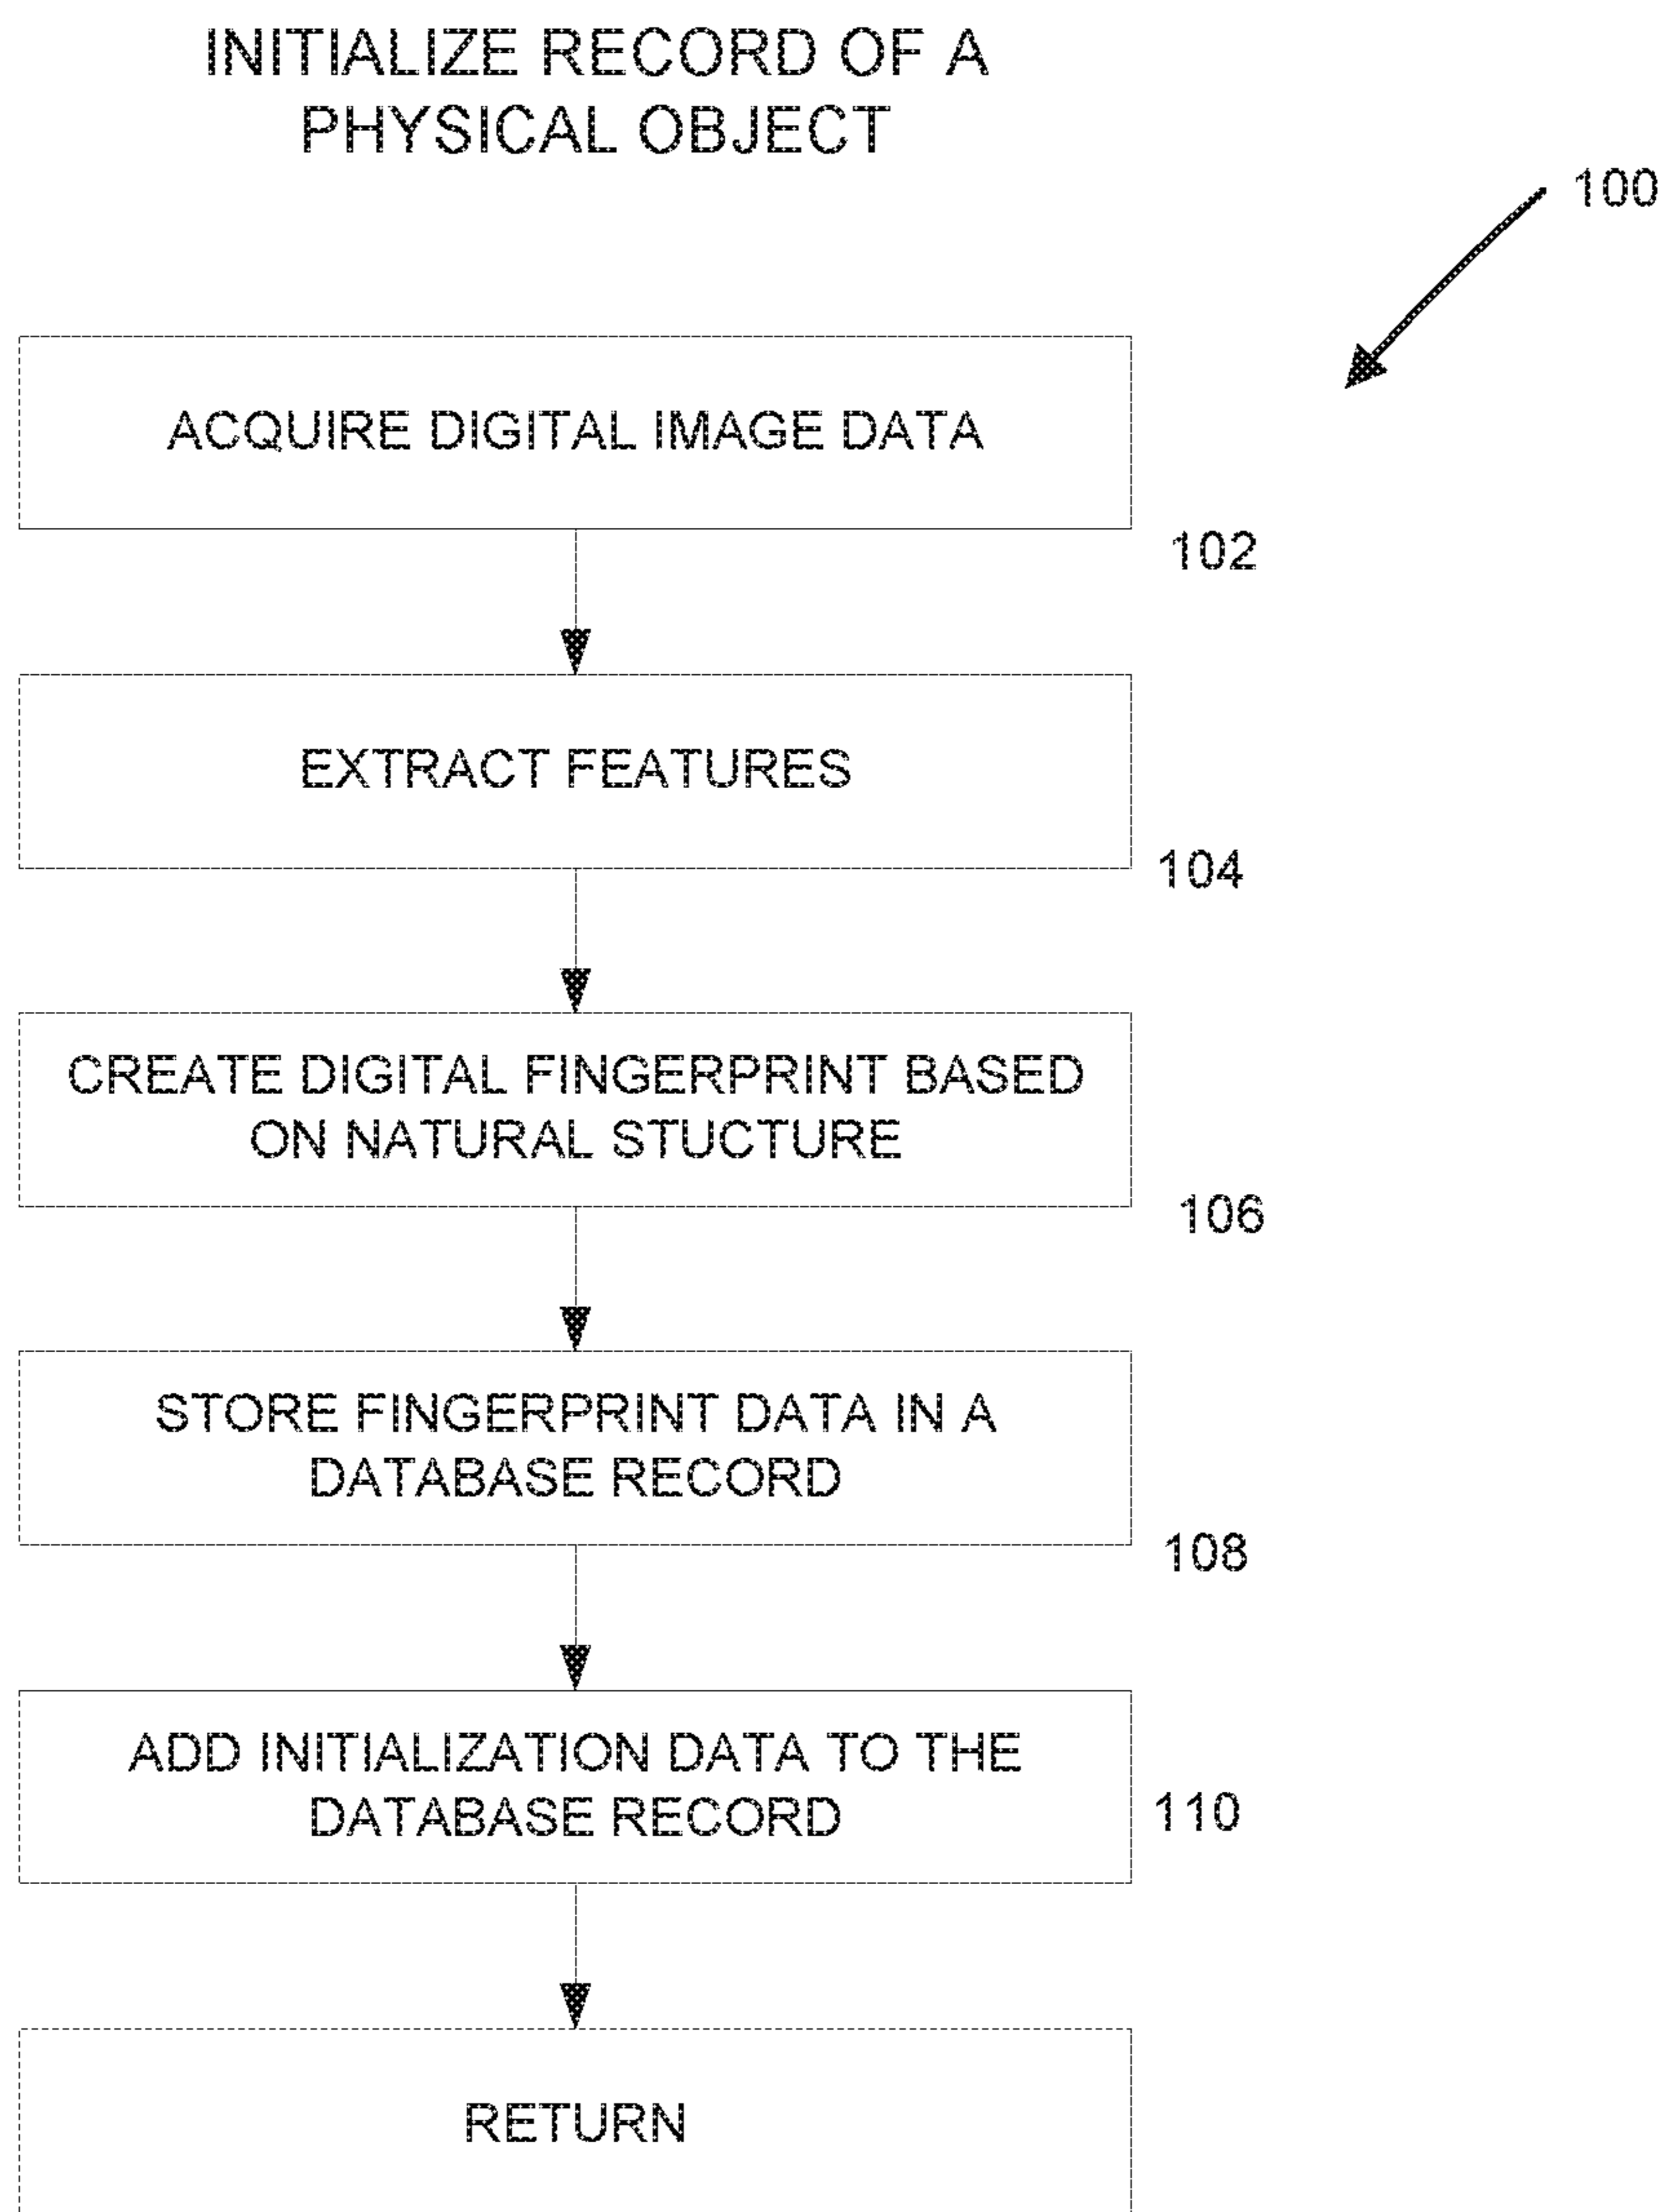 INITIALIZE RECORD OF A
PHYSICAL OBJECT
100
ACQUIRE DIGITAL IMAGE DATA
102
EXTRACT FEATURES
104
CREATE DIGITAL FINGERPRINT BASED
ON NATURAL STUCTURE
106
STORE FINGERPRINT DATA IN A
DATABASE RECORD
108
ADD INITIALIZATION DATA TO THE
DATABASE RECORD
110
RETURN